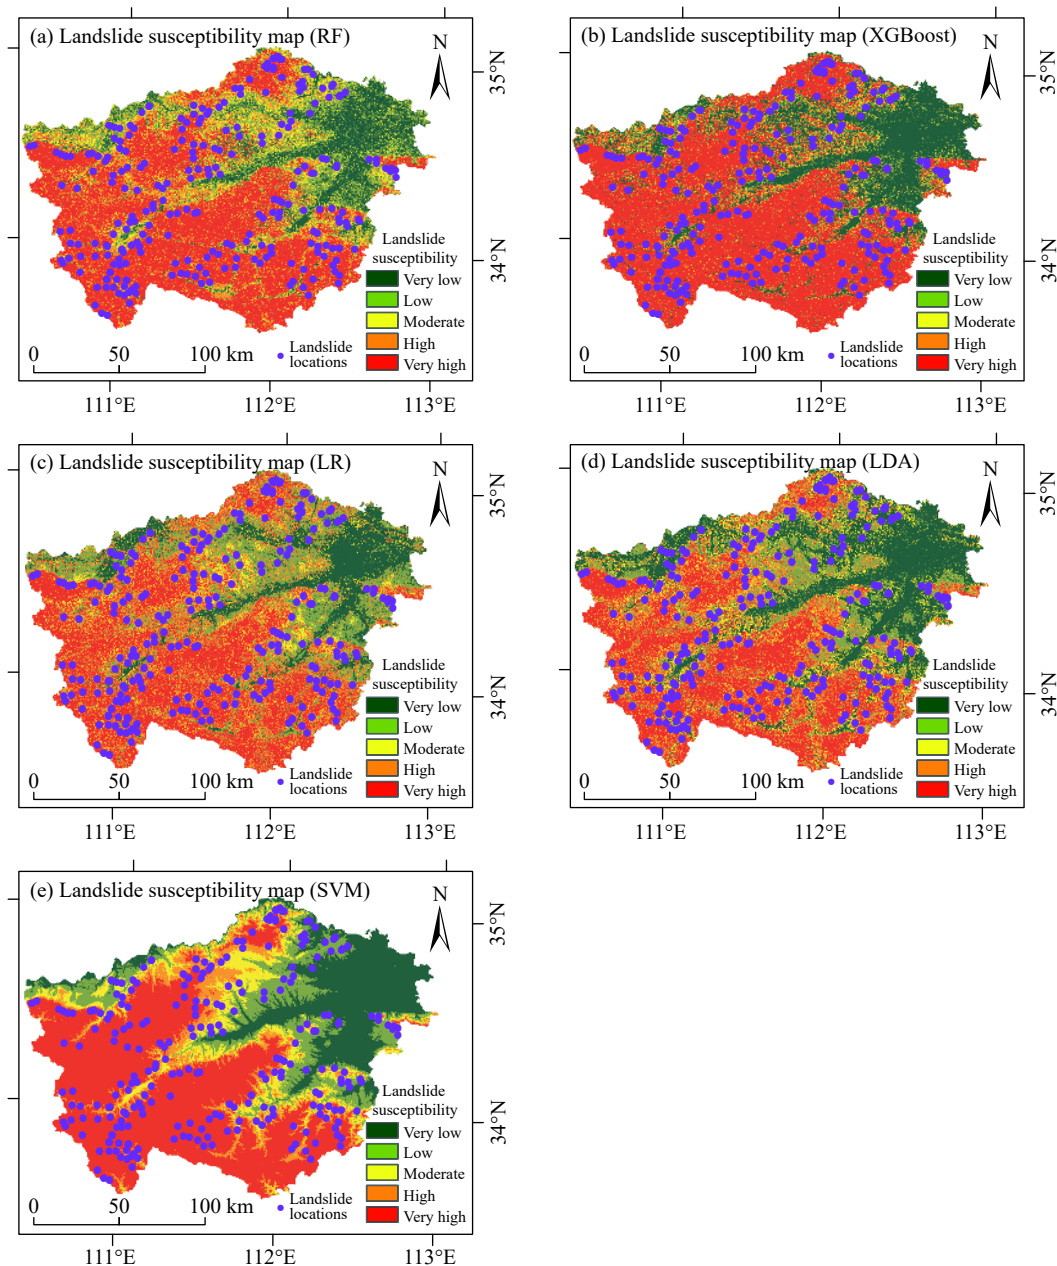 (a) Landslide susceptibility map (RF)
N
35°N
34°N
Landslide
susceptibility
Very low
Low
Moderate
High
Very high
Landslide
locations
0 50 100 km
111°E 112°E 113°E
(b) Landslide susceptibility map (XGBoost)
N
35°N
34°N
Landslide
susceptibility
Very low
Low
Moderate
High
Very high
Landslide
locations
0 50 100 km
111°E 112°E 113°E
(c) Landslide susceptibility map (LR)
N
35°N
34°N
Landslide
susceptibility
Very low
Low
Moderate
High
Very high
Landslide
locations
0 50 100 km
111°E 112°E 113°E
(d) Landslide susceptibility map (LDA)
N
35°N
34°N
Landslide
susceptibility
Very low
Low
Moderate
High
Very high
Landslide
locations
0 50 100 km
111°E 112°E 113°E
(e) Landslide susceptibility map (SVM)
N
35°N
34°N
Landslide
susceptibility
Very low
Low
Moderate
High
Very high
Landslide
locations
0 50 100 km
111°E 112°E 113°E